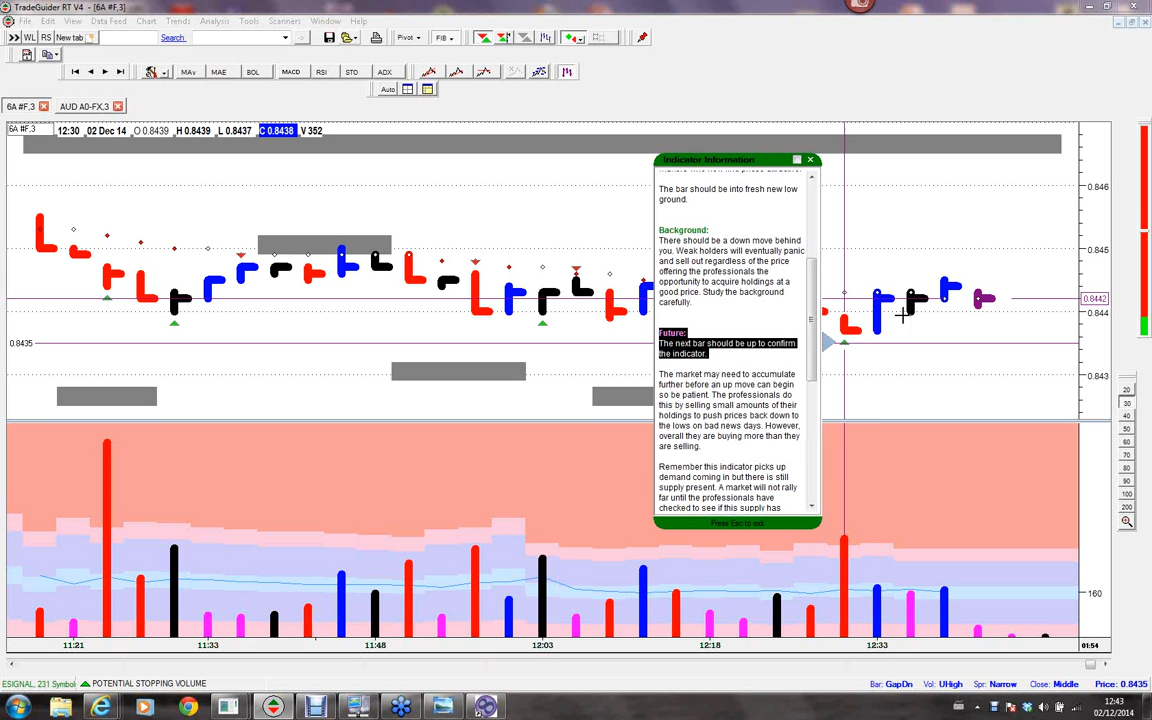 TradeGuider RT V4 - [6A #F,3]
File Edit View Data Feed Chart Trends Analysis Tools Scanners Window Help
WL RS New tab Search Pivot FIB
MAv MAE BOL MACD RSI STO ADX
Auto
6A #F,3 AUD A0-FX,3
6A #F,3 12:30 02 Dec 14 O 0.8439 H 0.8439 L 0.8437 C 0.8438 V 352
Indicator Information
The bar should be into fresh new low
ground.
Background:
There should be a down move behind
you. Weak holders will eventually panic
and sell out regardless of the price
offering the professionals the
opportunity to acquire holdings at a
good price. Study the background
carefully.
Future:
The next bar should be up to confirm
the indicator.
The market may need to accumulate
further before an up move can begin
so be patient. The professionals do
this by selling small amounts of their
holdings to push prices back down to
the lows on bad news days. However,
overall they are buying more than they
are selling.
Remember this indicator picks up
demand coming in but there is still
supply present. A market will not rally
far until the professionals have
checked to see if this supply has
Press Esc to exit
0.846
0.845
0.8442
0.844
0.8435
0.843
20
30
40
50
60
70
80
90
100
200
160
11:21 11:33 11:48 12:03 12:18 12:33 01:54
ESIGNAL, 231 Symbol POTENTIAL STOPPING VOLUME Bar: GapDn Vol: UHigh Spr: Narrow Close: Middle Price: 0.8435
12:43
02/12/2014